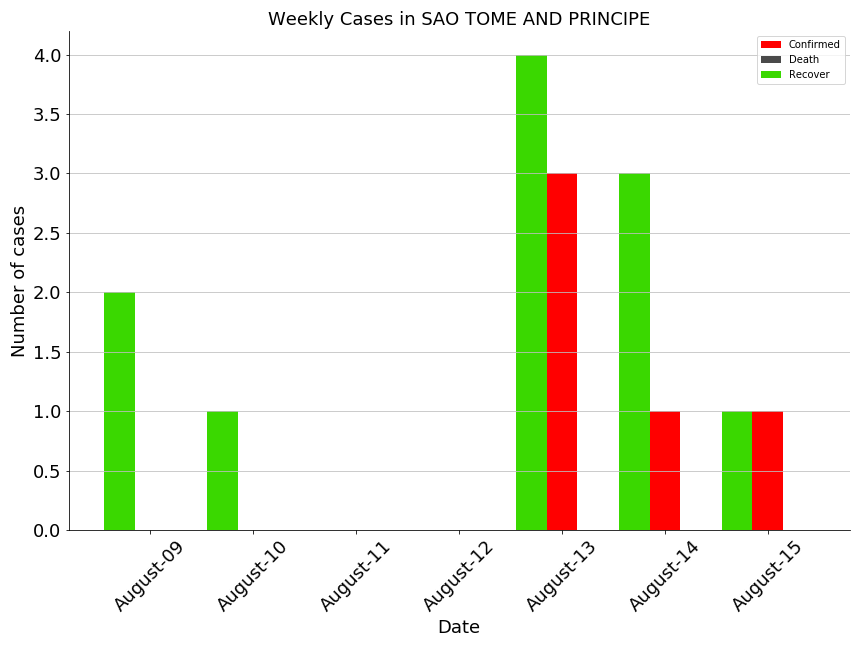 Weekly Cases in SAO TOME AND PRINCIPE
Confirmed
Death
Recover
Number of cases
4.0
3.5
3.0
2.5
2.0
1.5
1.0
0.5
0.0
August-09
August-10
August-11
August-12
August-13
August-14
August-15
Date